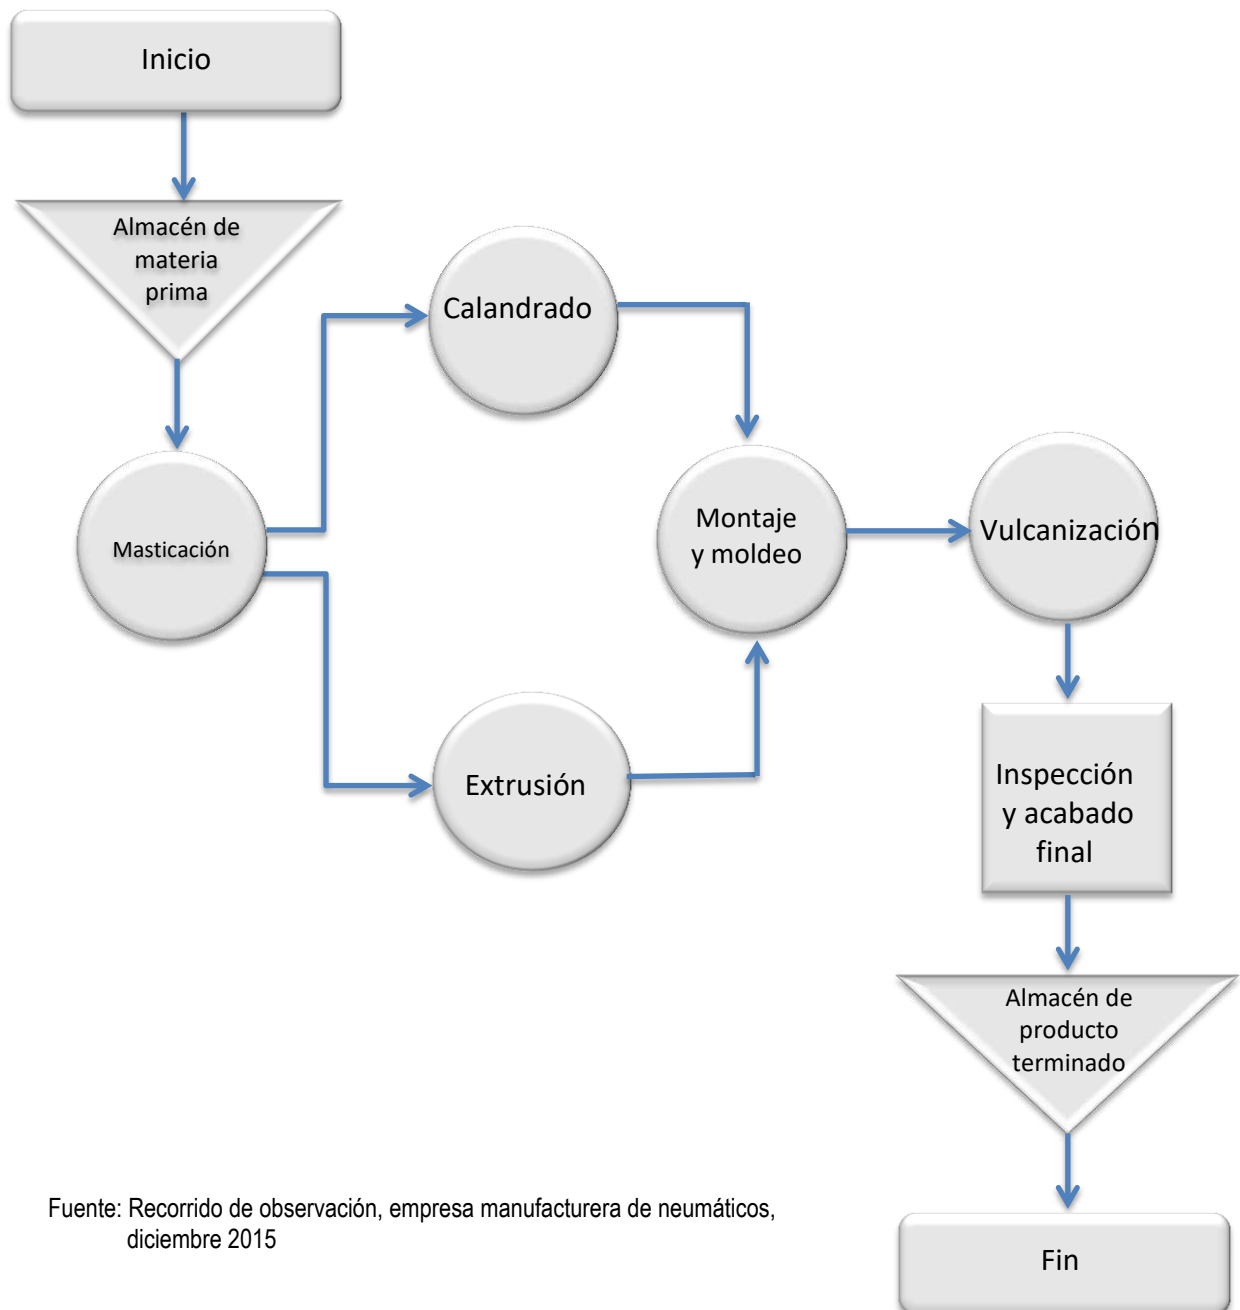 Inicio
Almacén de
materia
prima
Masticación
Calandrado
Extrusión
Montaje
y moldeo
Vulcanización
Inspección
y acabado
final
Almacén de
producto
terminado
Fin
Fuente: Recorrido de observación, empresa manufacturera de neumáticos,
diciembre 2015